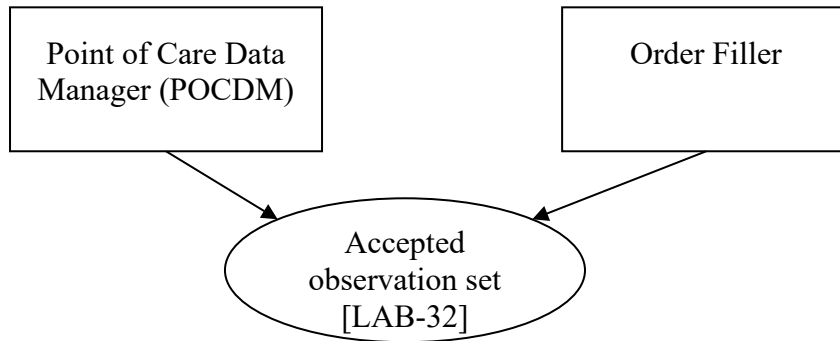 Point of Care Data
Manager (POCDM)
Order Filler
Accepted
observation set
[LAB-32]